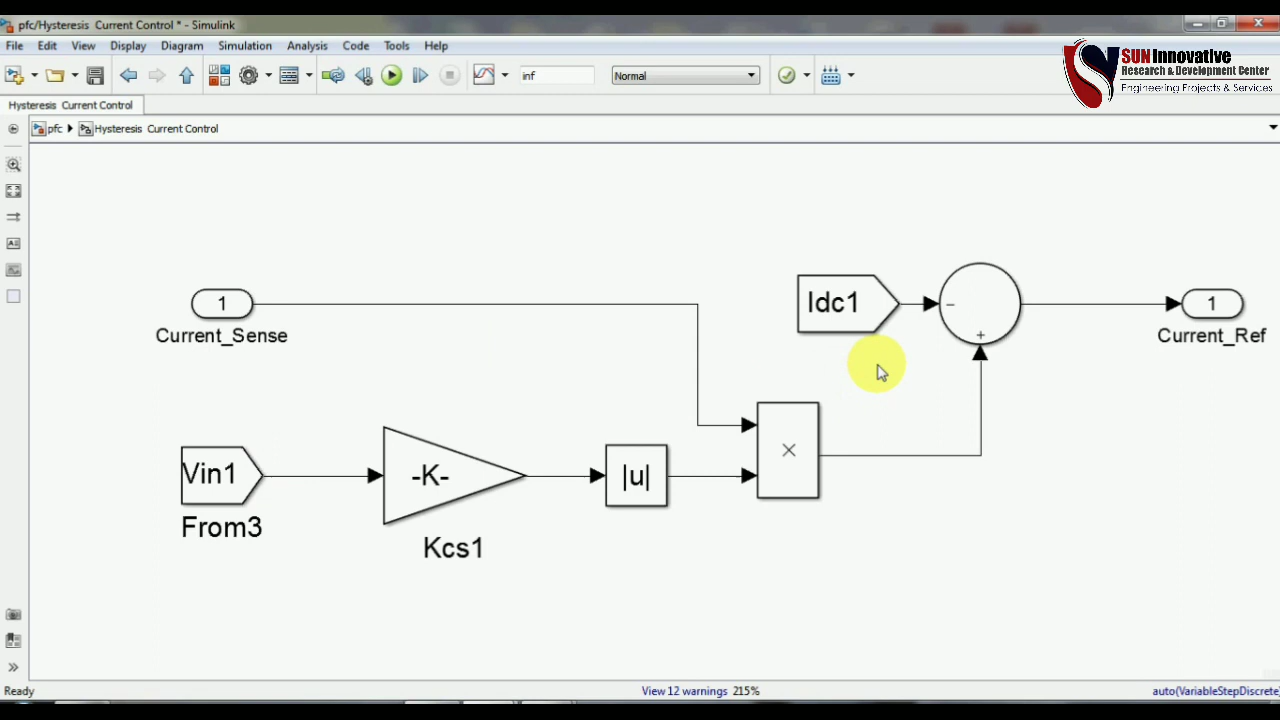 pfc/Hysteresis Current Control * - Simulink
File Edit View Display Diagram Simulation Analysis Code Tools Help
SUN Innovative
Research & Development Center
Engineering Projects & Services
inf
Normal
Hysteresis Current Control
pfc
Hysteresis Current Control
1
Current_Sense
Idc1
−
+
1
Current_Ref
Vin1
From3
-K-
Kcs1
|u|
×
Ready
View 12 warnings
215%
auto(VariableStepDiscrete)